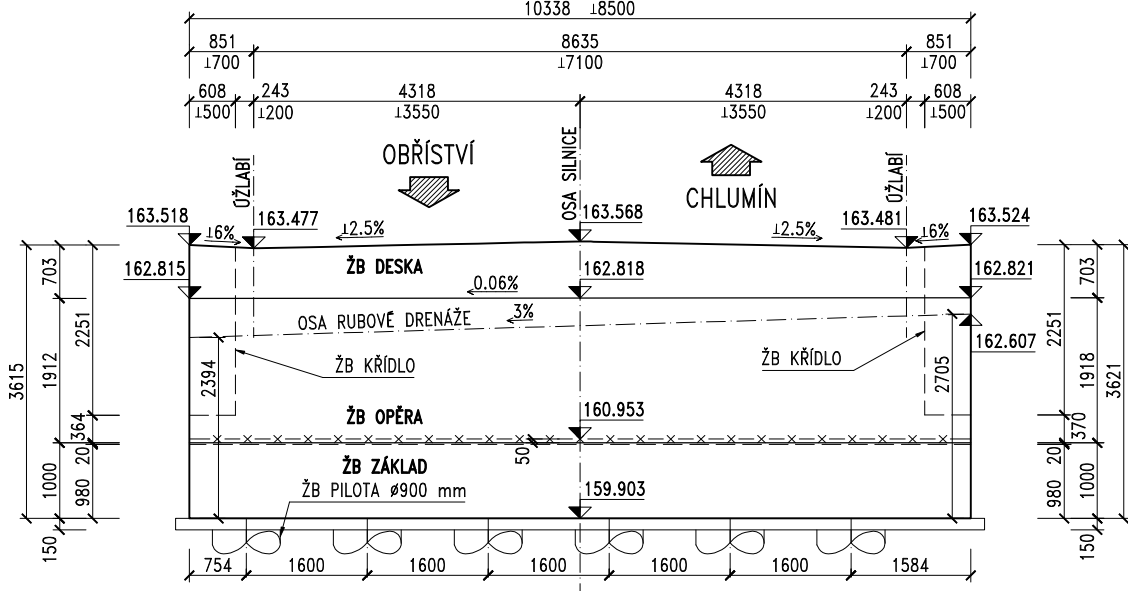 10338 ⊥8500
851 8635 851
⊥700 ⊥7100 ⊥700
608 243 4318 4318 243 608
⊥500 ⊥200 ⊥3550 ⊥3550 ⊥200 ⊥500
OBŘÍSTVÍ
CHLUMÍN
ÚŽLABÍ
OSA SILNICE
ÚŽLABÍ
163.518 163.477 163.568 163.481 163.524
⊥6% ⊥2.5% ⊥2.5% ⊥6%
ŽB DESKA
162.815 162.818 162.821
0.06%
OSA RUBOVÉ DRENÁŽE 3%
162.607
ŽB KŘÍDLO ŽB KŘÍDLO
ŽB OPĚRA
160.953
50
ŽB ZÁKLAD
ŽB PILOTA ø900 mm
159.903
3615
703
1912
1000
150
2251
364
20
980
2394
2705
2251
370
20
980
703
1918
1000
150
3621
754 1600 1600 1600 1600 1600 1584